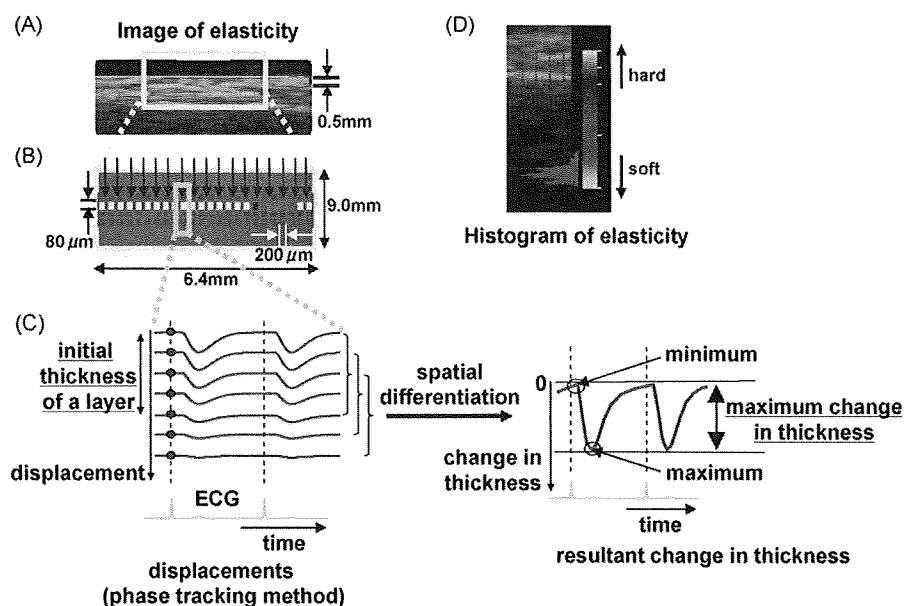 (A)
Image of elasticity
0.5mm
(B)
9.0mm
80 μm
200 μm
6.4mm
(C)
initial
thickness
of a layer
displacement
ECG
time
displacements
(phase tracking method)
spatial
differentiation
0
minimum
maximum change
in thickness
change in
thickness
maximum
time
resultant change in thickness
(D)
hard
soft
Histogram of elasticity